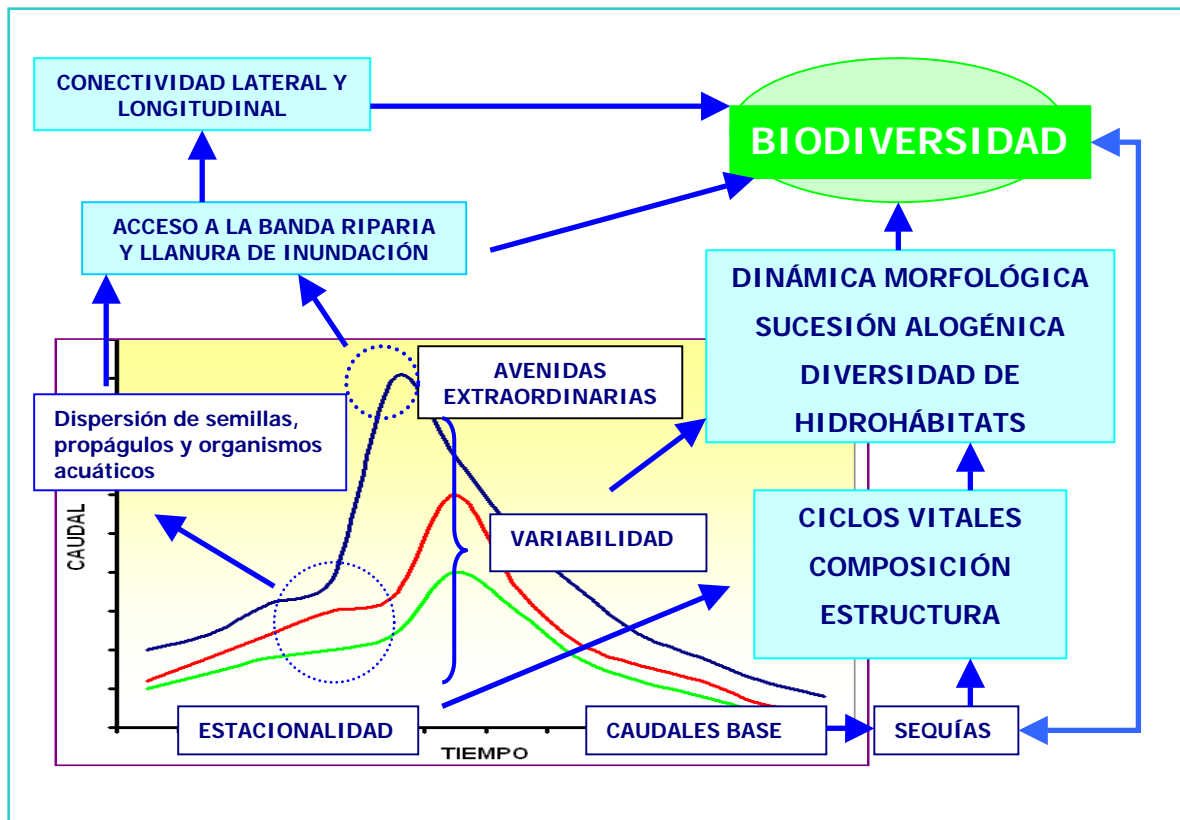 CONECTIVIDAD LATERAL Y
LONGITUDINAL
BIODIVERSIDAD
ACCESO A LA BANDA RIPARIA
Y LLANURA DE INUNDACIÓN
DINÁMICA MORFOLÓGICA
SUCESIÓN ALOGÉNICA
DIVERSIDAD DE
HIDROHÁBITATS
AVENIDAS
EXTRAORDINARIAS
Dispersión de semillas,
propágulos y organismos
acuáticos
CAUDAL
VARIABILIDAD
CICLOS VITALES
COMPOSICIÓN
ESTRUCTURA
ESTACIONALIDAD
CAUDALES BASE
SEQUÍAS
TIEMPO